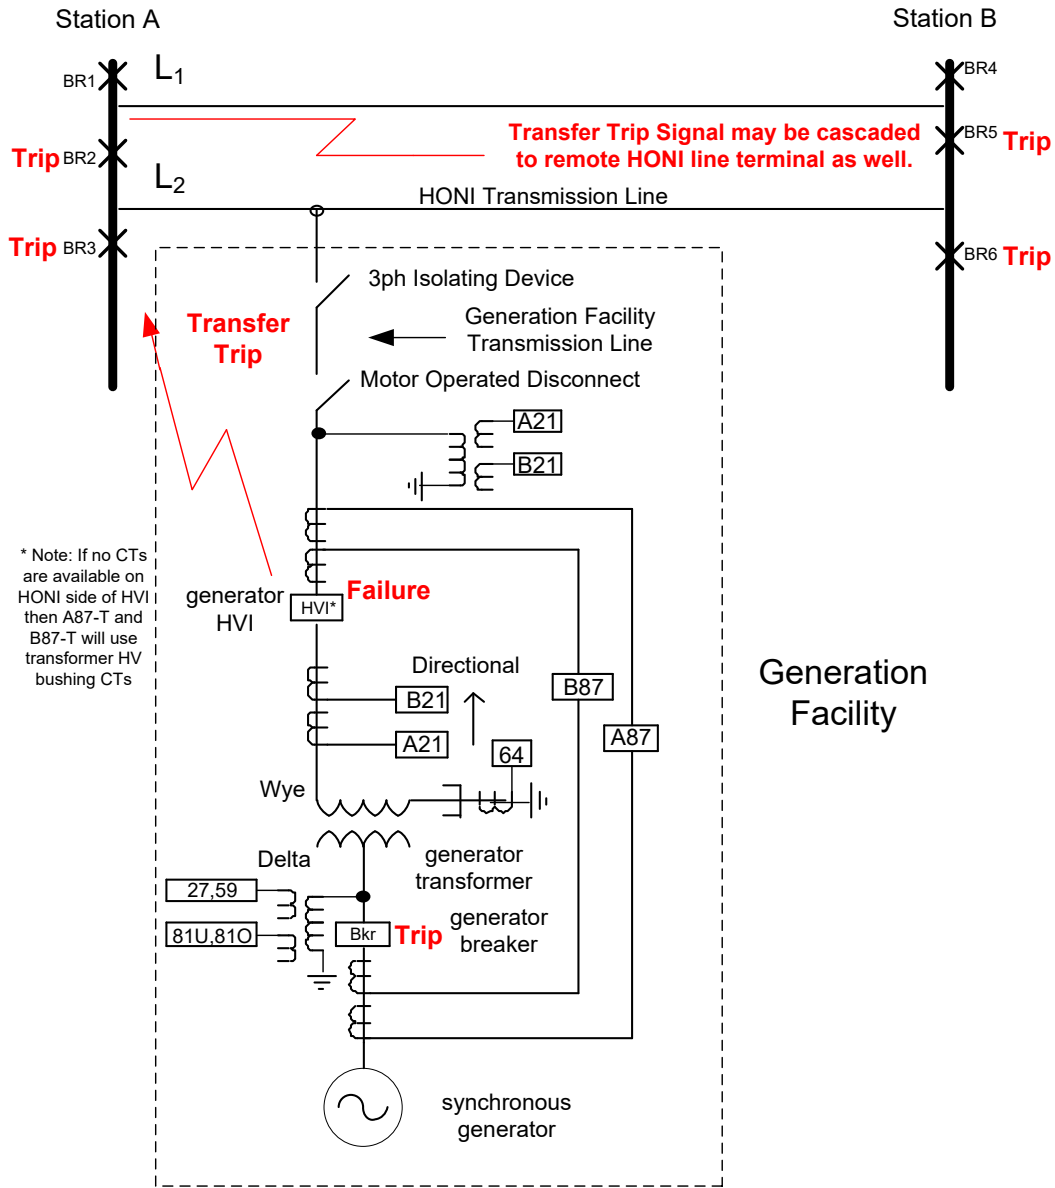 Station A
Station B
BR1
L1
BR4
Transfer Trip Signal may be cascaded
to remote HONI line terminal as well.
Trip BR2
BR5 Trip
L2
HONI Transmission Line
Trip BR3
BR6 Trip
3ph Isolating Device
Transfer
Trip
Generation Facility
Transmission Line
Motor Operated Disconnect
A21
B21
* Note: If no CTs
are available on
HONI side of HVI
then A87-T and
B87-T will use
transformer HV
bushing CTs
generator
HVI
HVI*
Failure
Directional
B21
A21
B87
A87
64
Generation
Facility
Wye
Delta
generator
transformer
27,59
81U,81O
Bkr
Trip
generator
breaker
synchronous
generator